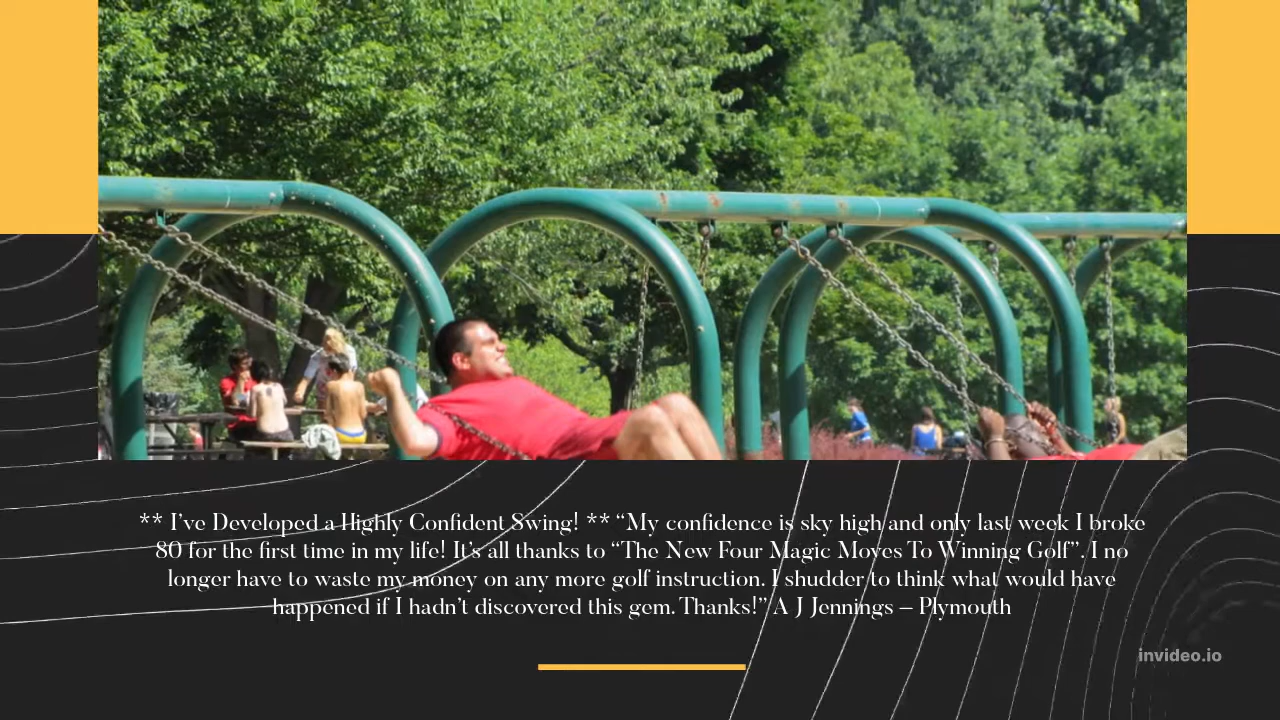 ** I’ve Developed a Highly Confident Swing! ** “My confidence is sky high and only last week I broke
80 for the first time in my life! It’s all thanks to “The New Four Magic Moves To Winning Golf”. I no
longer have to waste my money on any more golf instruction. I shudder to think what would have
happened if I hadn’t discovered this gem. Thanks!” A J Jennings – Plymouth
invideo.io